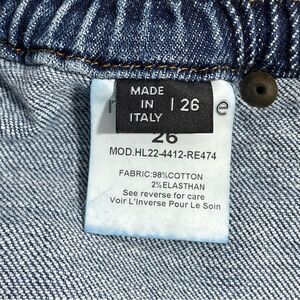 MADE
IN
ITALY
26
26
MOD.HL22-4412-RE474
FABRIC:98%COTTON
2%ELASTHAN
See reverse for care
Voir L'Inverse Pour Le Soin